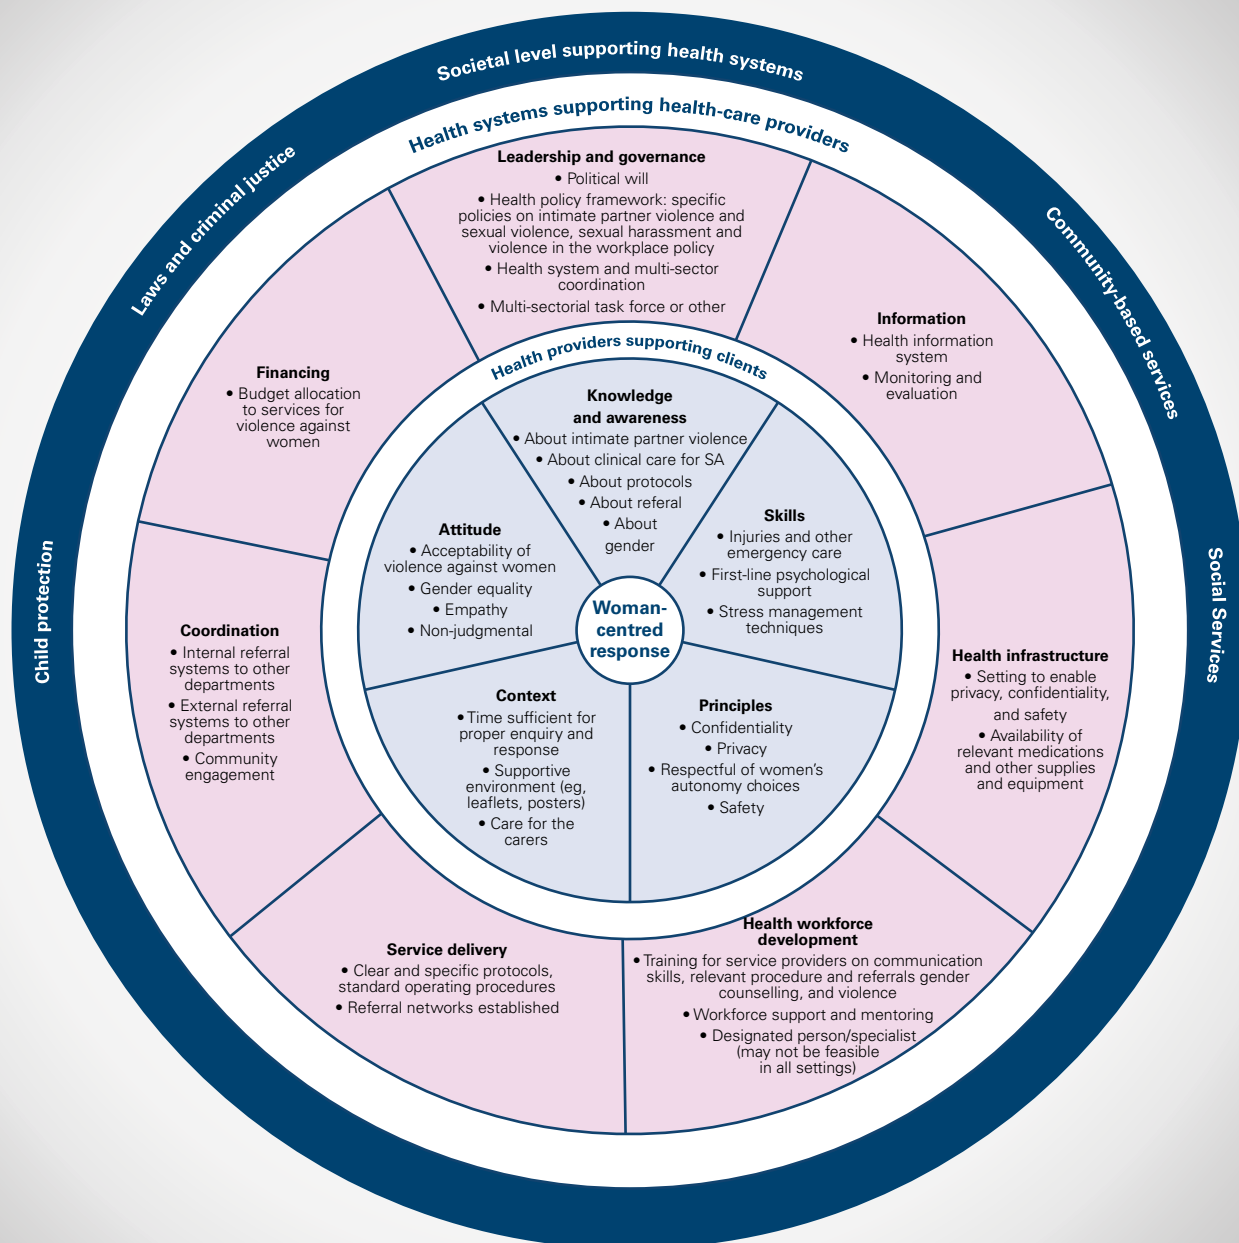 Societal level supporting health systems
Laws and criminal justice
Community-based services
Child protection
Social Services
Health systems supporting health-care providers
Leadership and governance
• Political will
• Health policy framework: specific
policies on intimate partner violence and
sexual violence, sexual harassment and
violence in the workplace policy
• Health system and multi-sector
coordination
• Multi-sectorial task force or other
Information
• Health information
system
• Monitoring and
evaluation
Health infrastructure
• Setting to enable
privacy, confidentiality,
and safety
• Availability of
relevant medications
and other supplies
and equipment
Health workforce
development
• Training for service providers on communication
skills, relevant procedure and referrals gender
counselling, and violence
• Workforce support and mentoring
• Designated person/specialist
(may not be feasible
in all settings)
Service delivery
• Clear and specific protocols,
standard operating procedures
• Referral networks established
Coordination
• Internal referral
systems to other
departments
• External referral
systems to other
departments
• Community
engagement
Financing
• Budget allocation
to services for
violence against
women
Health providers supporting clients
Knowledge
and awareness
• About intimate partner violence
• About clinical care for SA
• About protocols
• About referral
• About
gender
Skills
• Injuries and other
emergency care
• First-line psychological
support
• Stress management
techniques
Principles
• Confidentiality
• Privacy
• Respectful of women’s
autonomy choices
• Safety
Context
• Time sufficient for
proper enquiry and
response
• Supportive
environment (eg,
leaflets, posters)
• Care for the
carers
Attitude
• Acceptability of
violence against women
• Gender equality
• Empathy
• Non-judgmental
Woman-
centred
response